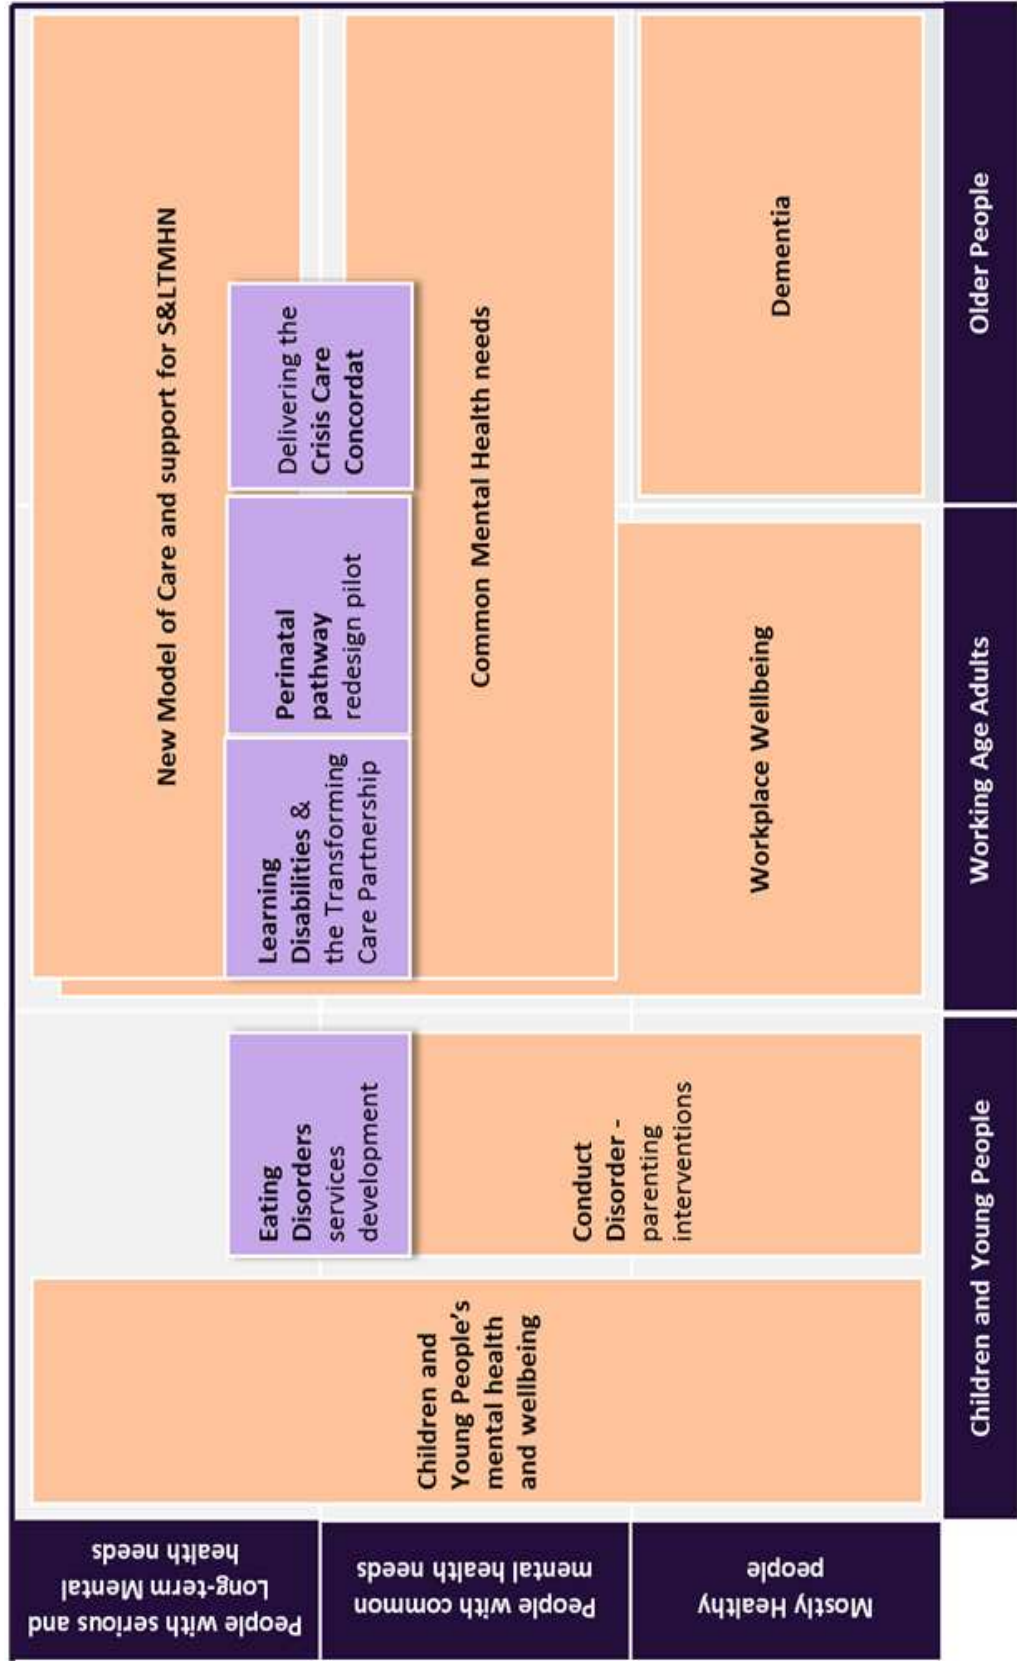 People with serious and
Long-term Mental
health needs
People with common
mental health needs
Mostly Healthy
people
Children and
Young People’s
mental health
and wellbeing
Eating
Disorders
services
development
Conduct
Disorder -
parenting
interventions
New Model of Care and support for S&LTMHN
Learning
Disabilities &
the Transforming
Care Partnership
Perinatal
pathway
redesign pilot
Delivering the
Crisis Care
Concordat
Common Mental Health needs
Workplace Wellbeing
Dementia
Children and Young People
Working Age Adults
Older People